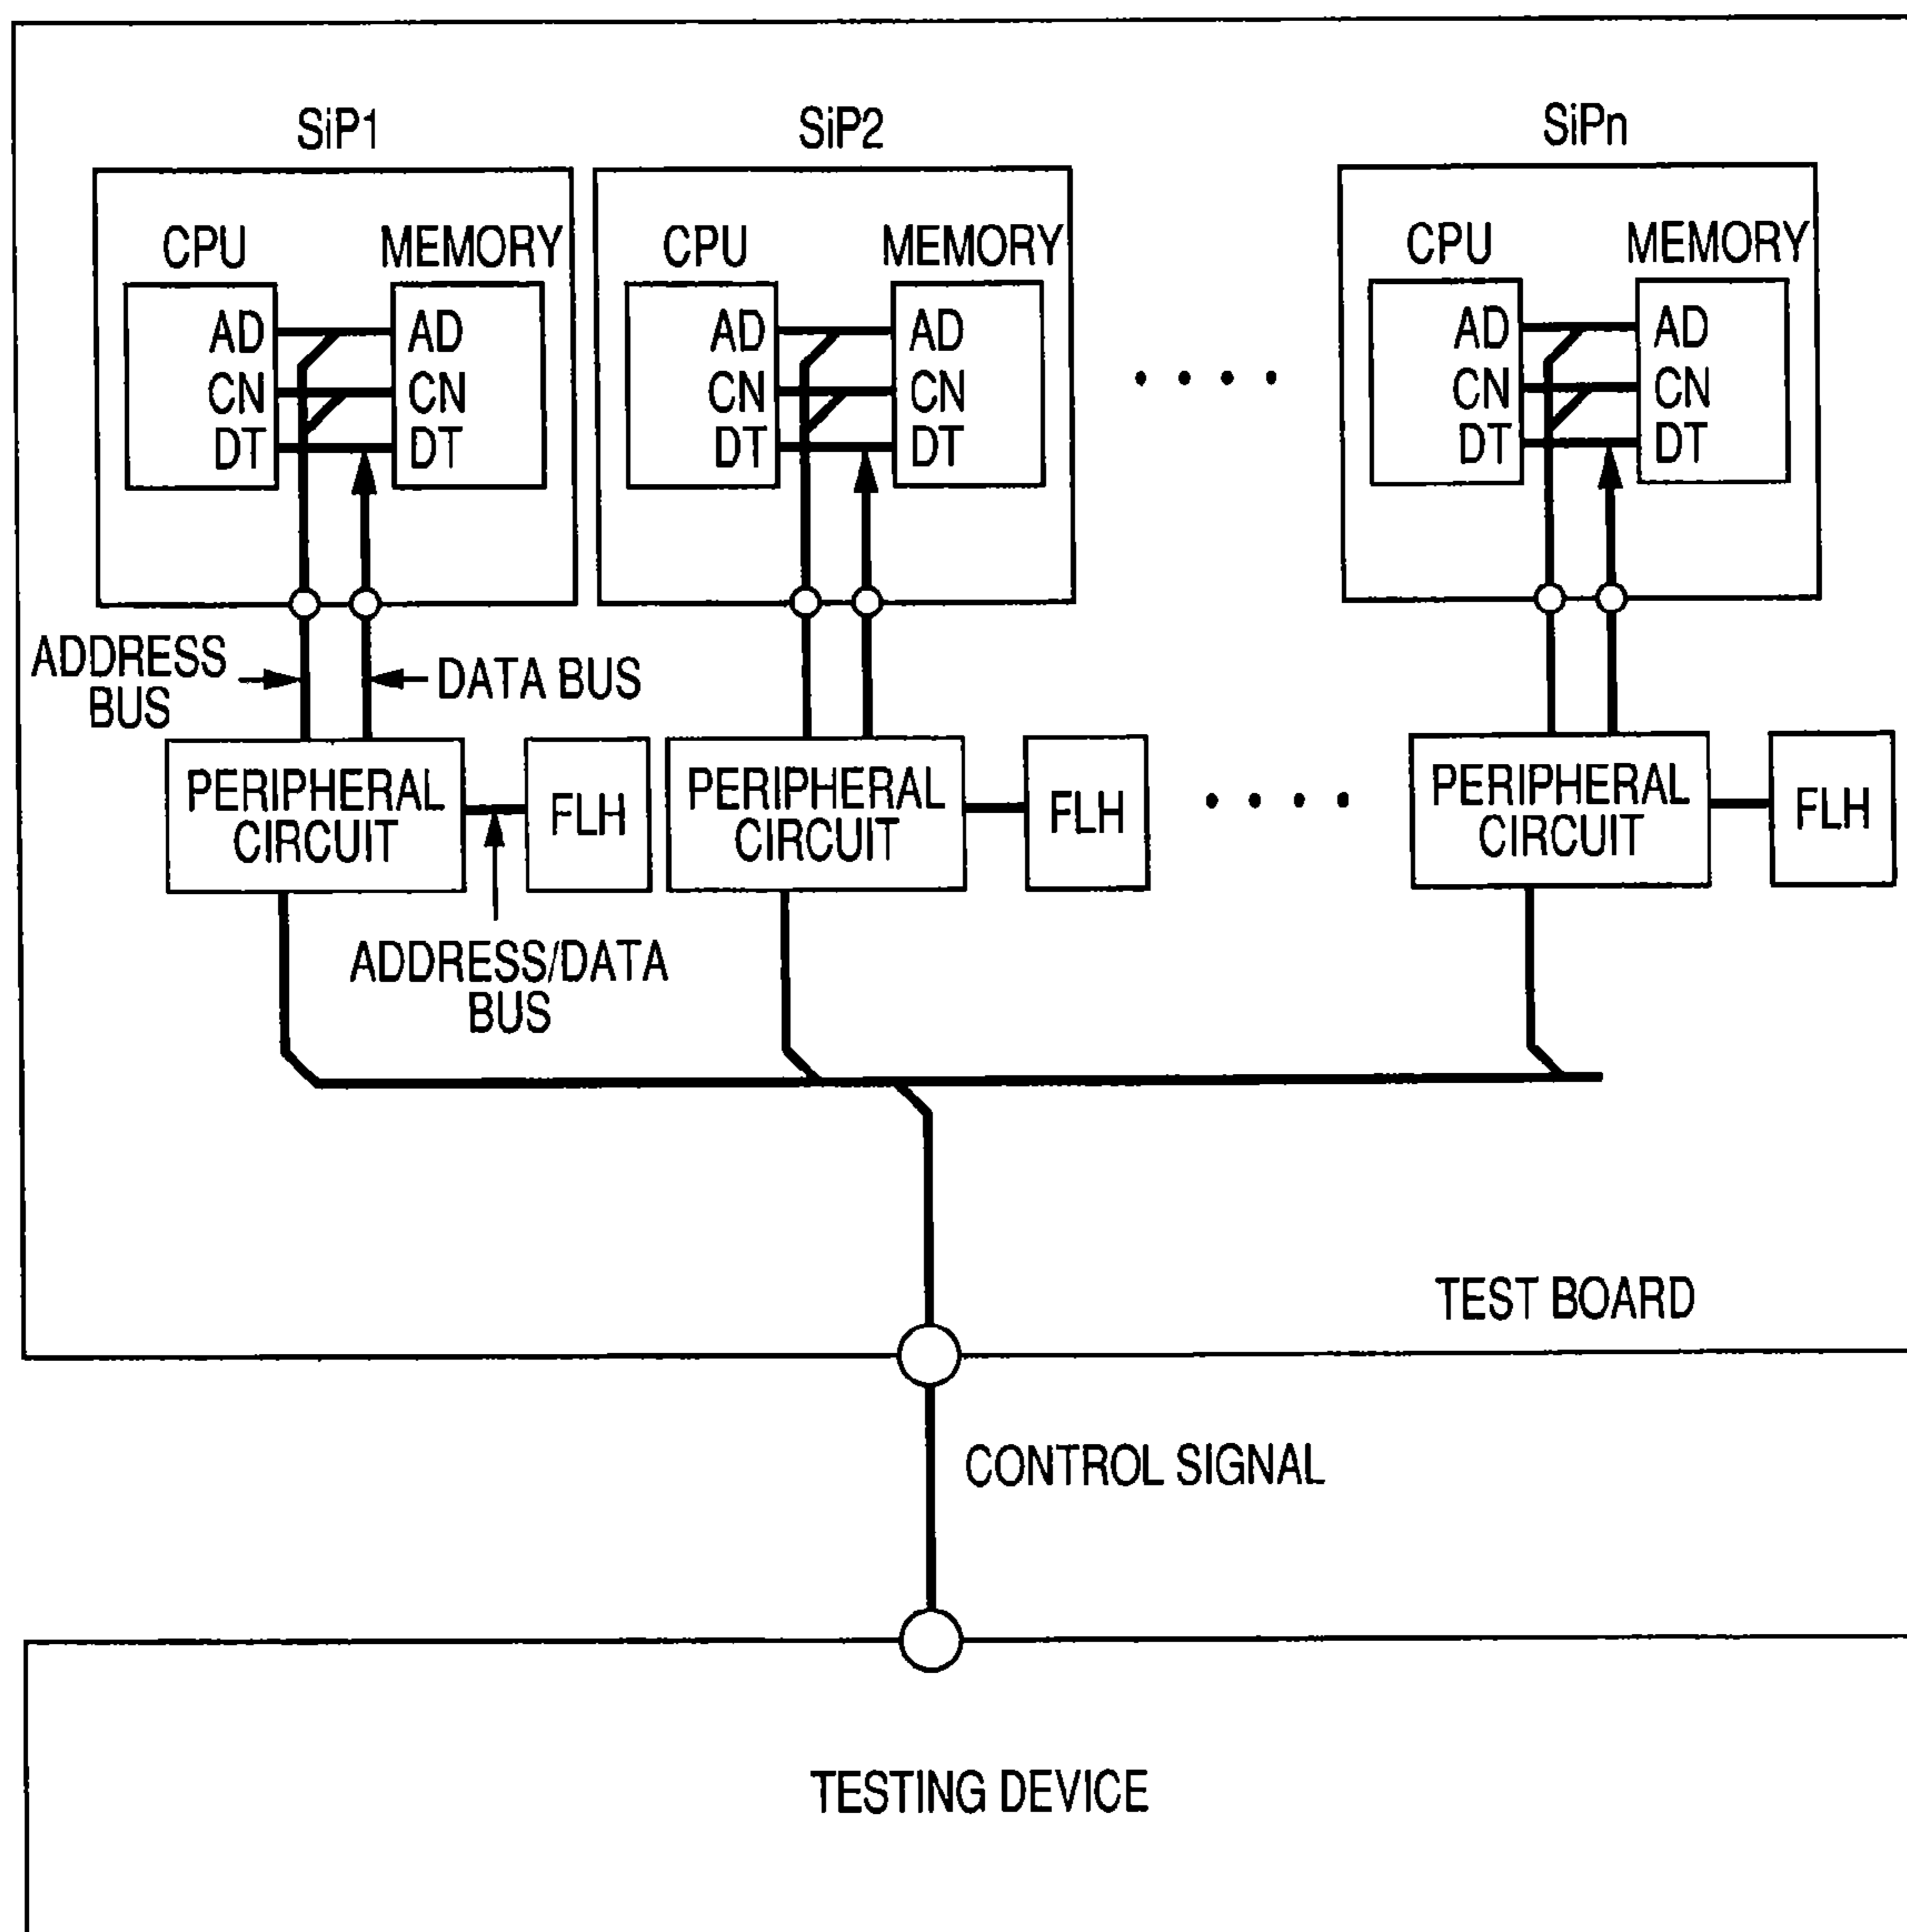 SiP1
SiP2
SiPn
CPU
MEMORY
CPU
MEMORY
CPU
MEMORY
AD
AD
AD
AD
AD
AD
CN
CN
CN
CN
CN
CN
DT
DT
DT
DT
DT
DT
ADDRESS
BUS
DATA BUS
PERIPHERAL
CIRCUIT
FLH
PERIPHERAL
CIRCUIT
FLH
PERIPHERAL
CIRCUIT
FLH
ADDRESS/DATA
BUS
TEST BOARD
CONTROL SIGNAL
TESTING DEVICE